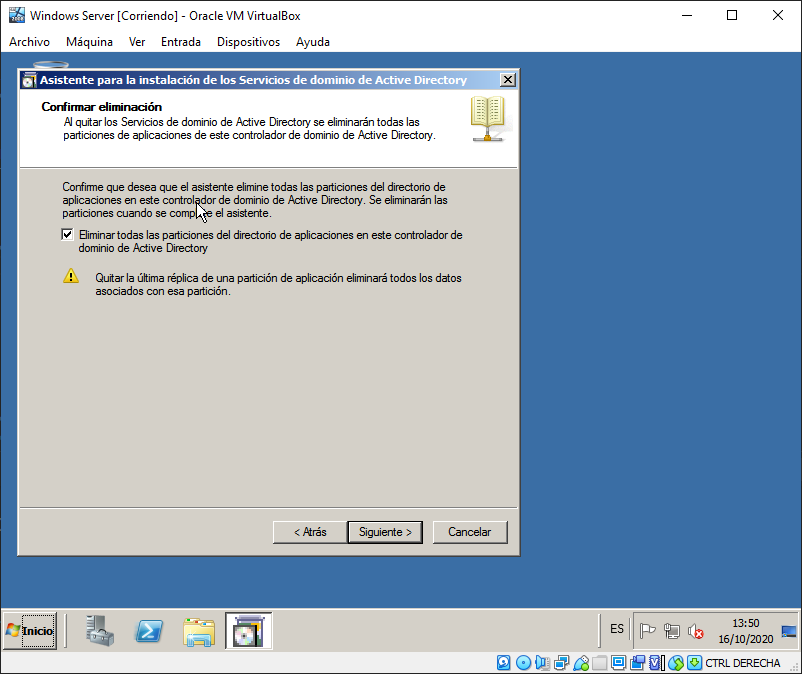 Windows Server [Corriendo] - Oracle VM VirtualBox
Archivo Máquina Ver Entrada Dispositivos Ayuda
Asistente para la instalación de los Servicios de dominio de Active Directory
Confirmar eliminación
Al quitar los Servicios de dominio de Active Directory se eliminarán todas las
particiones de aplicaciones de este controlador de dominio de Active Directory.
Confirme que desea que el asistente elimine todas las particiones del directorio de
aplicaciones en este controlador de dominio de Active Directory. Se eliminarán las
particiones cuando se complete el asistente.
Eliminar todas las particiones del directorio de aplicaciones en este controlador de
dominio de Active Directory
Quitar la última réplica de una partición de aplicación eliminará todos los datos
asociados con esa partición.
< Atrás Siguiente > Cancelar
Inicio ES 13:50
16/10/2020
CTRL DERECHA